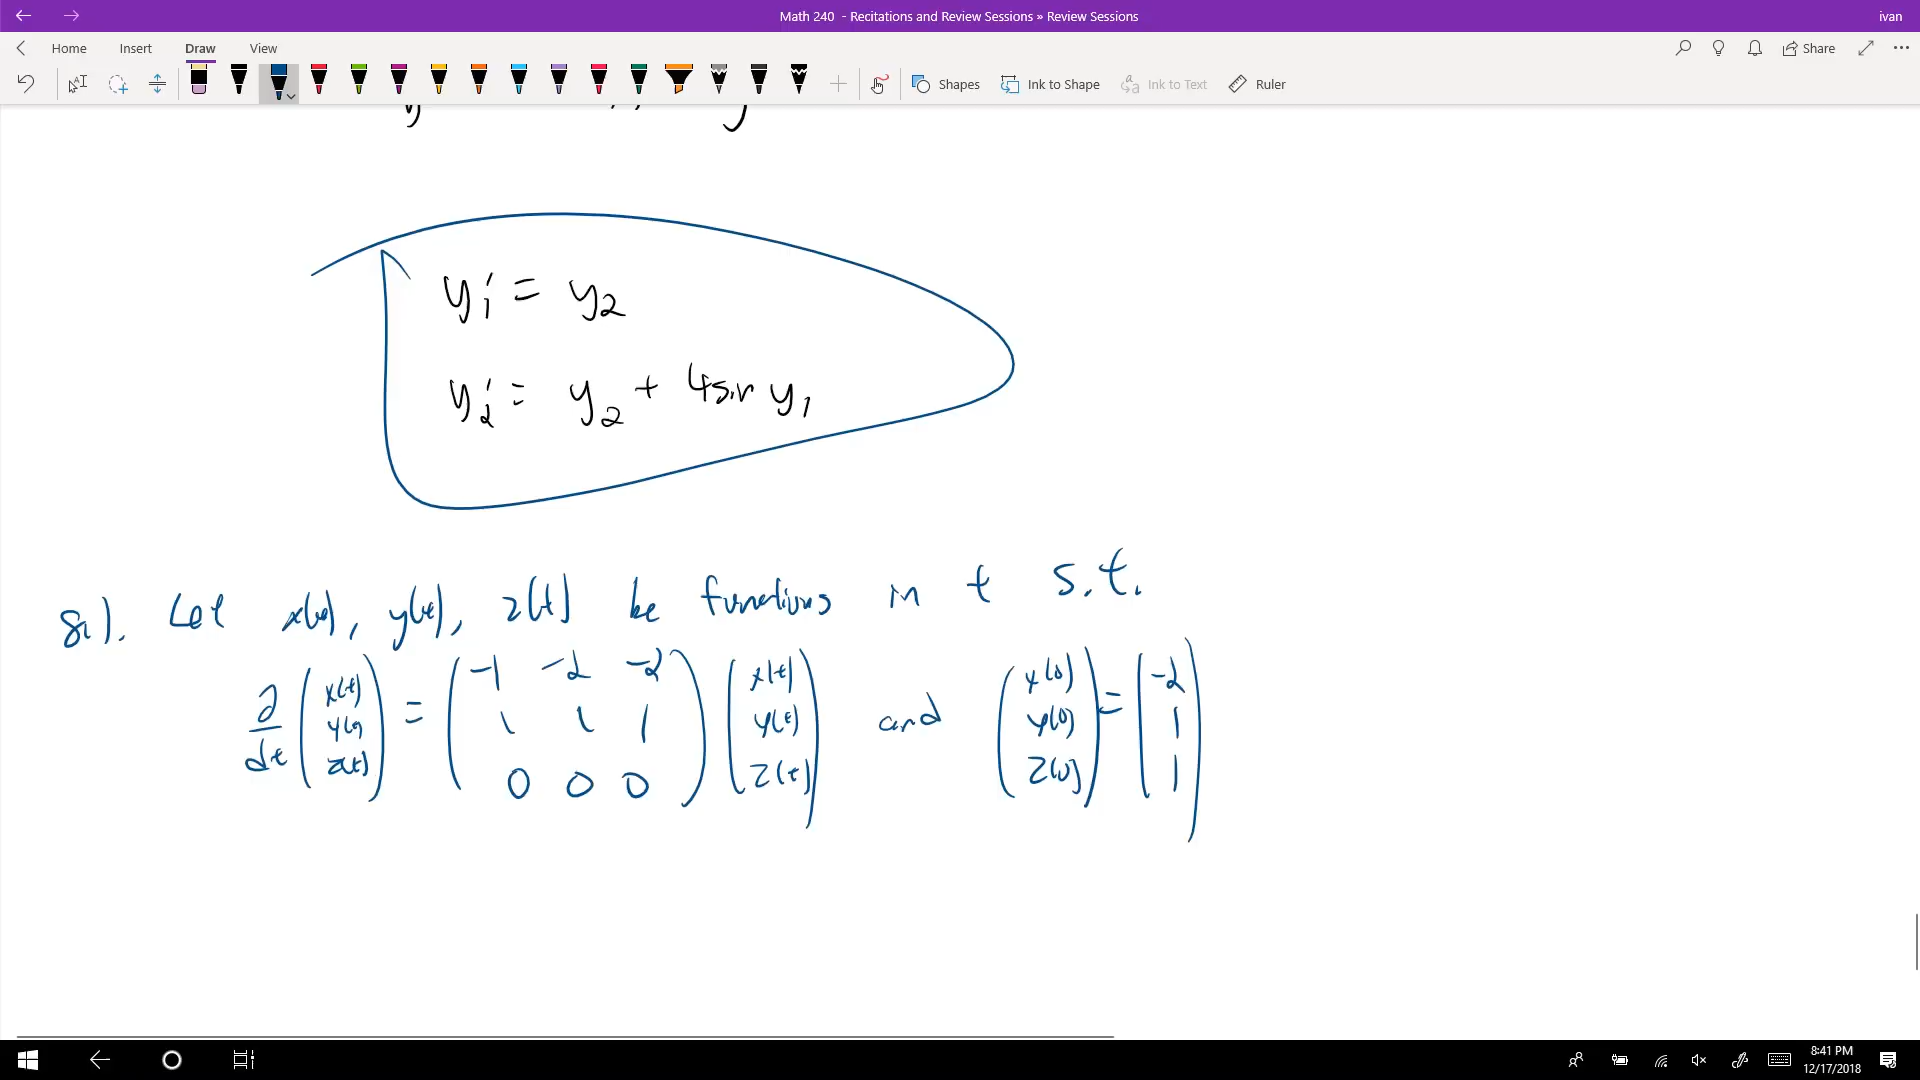 Math 240 - Recitations and Review Sessions » Review Sessions
ivan
Home Insert Draw View
Share
Shapes Ink to Shape Ink to Text Ruler
y₁' = y₂
y₂' = y₂ + 4sin y₁
Let x(t), y(t), z(t) be functions in t s.t.
d/dt (x(t) y(t) z(t)) = (-1 -2 -2 1 1 1 0 0 0) (x(t) y(t) z(t)) and (x(0) y(0) z(0)) = (-2 1 1)
8:41 PM
12/17/2018